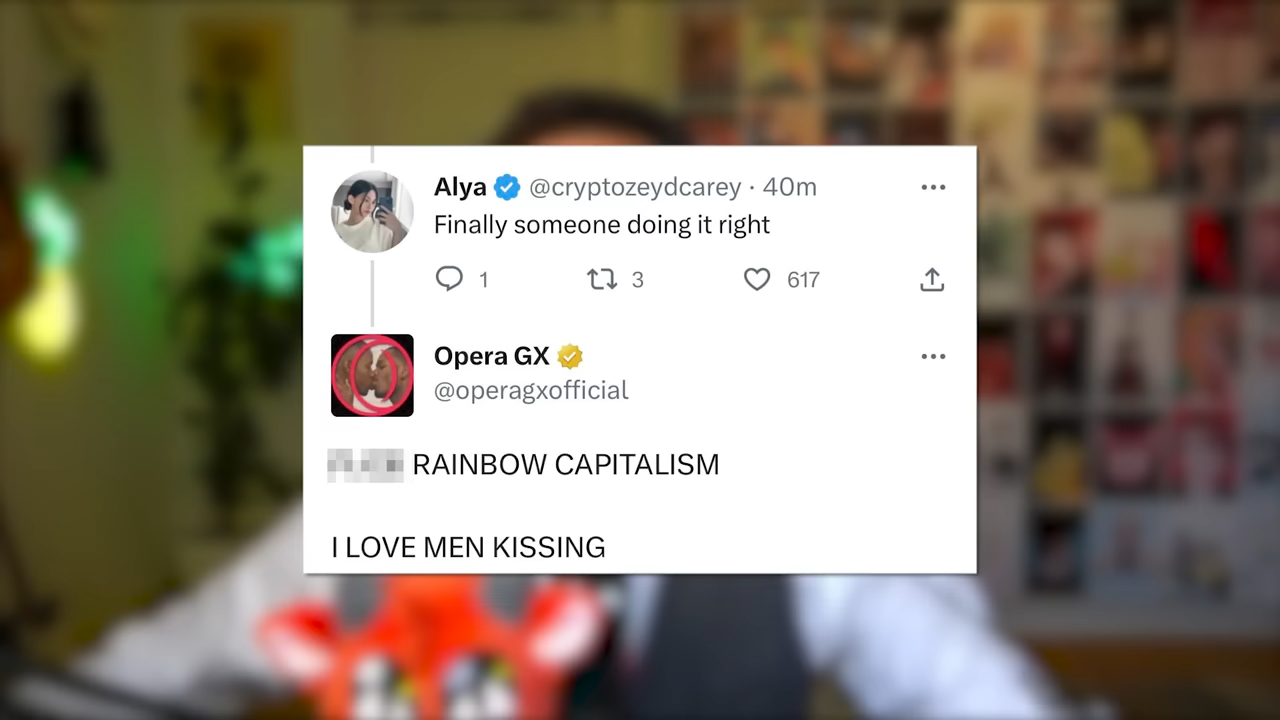 Alya @cryptozeydcarey · 40m
Finally someone doing it right
1 3 617
Opera GX
@operagxofficial
RAINBOW CAPITALISM
I LOVE MEN KISSING